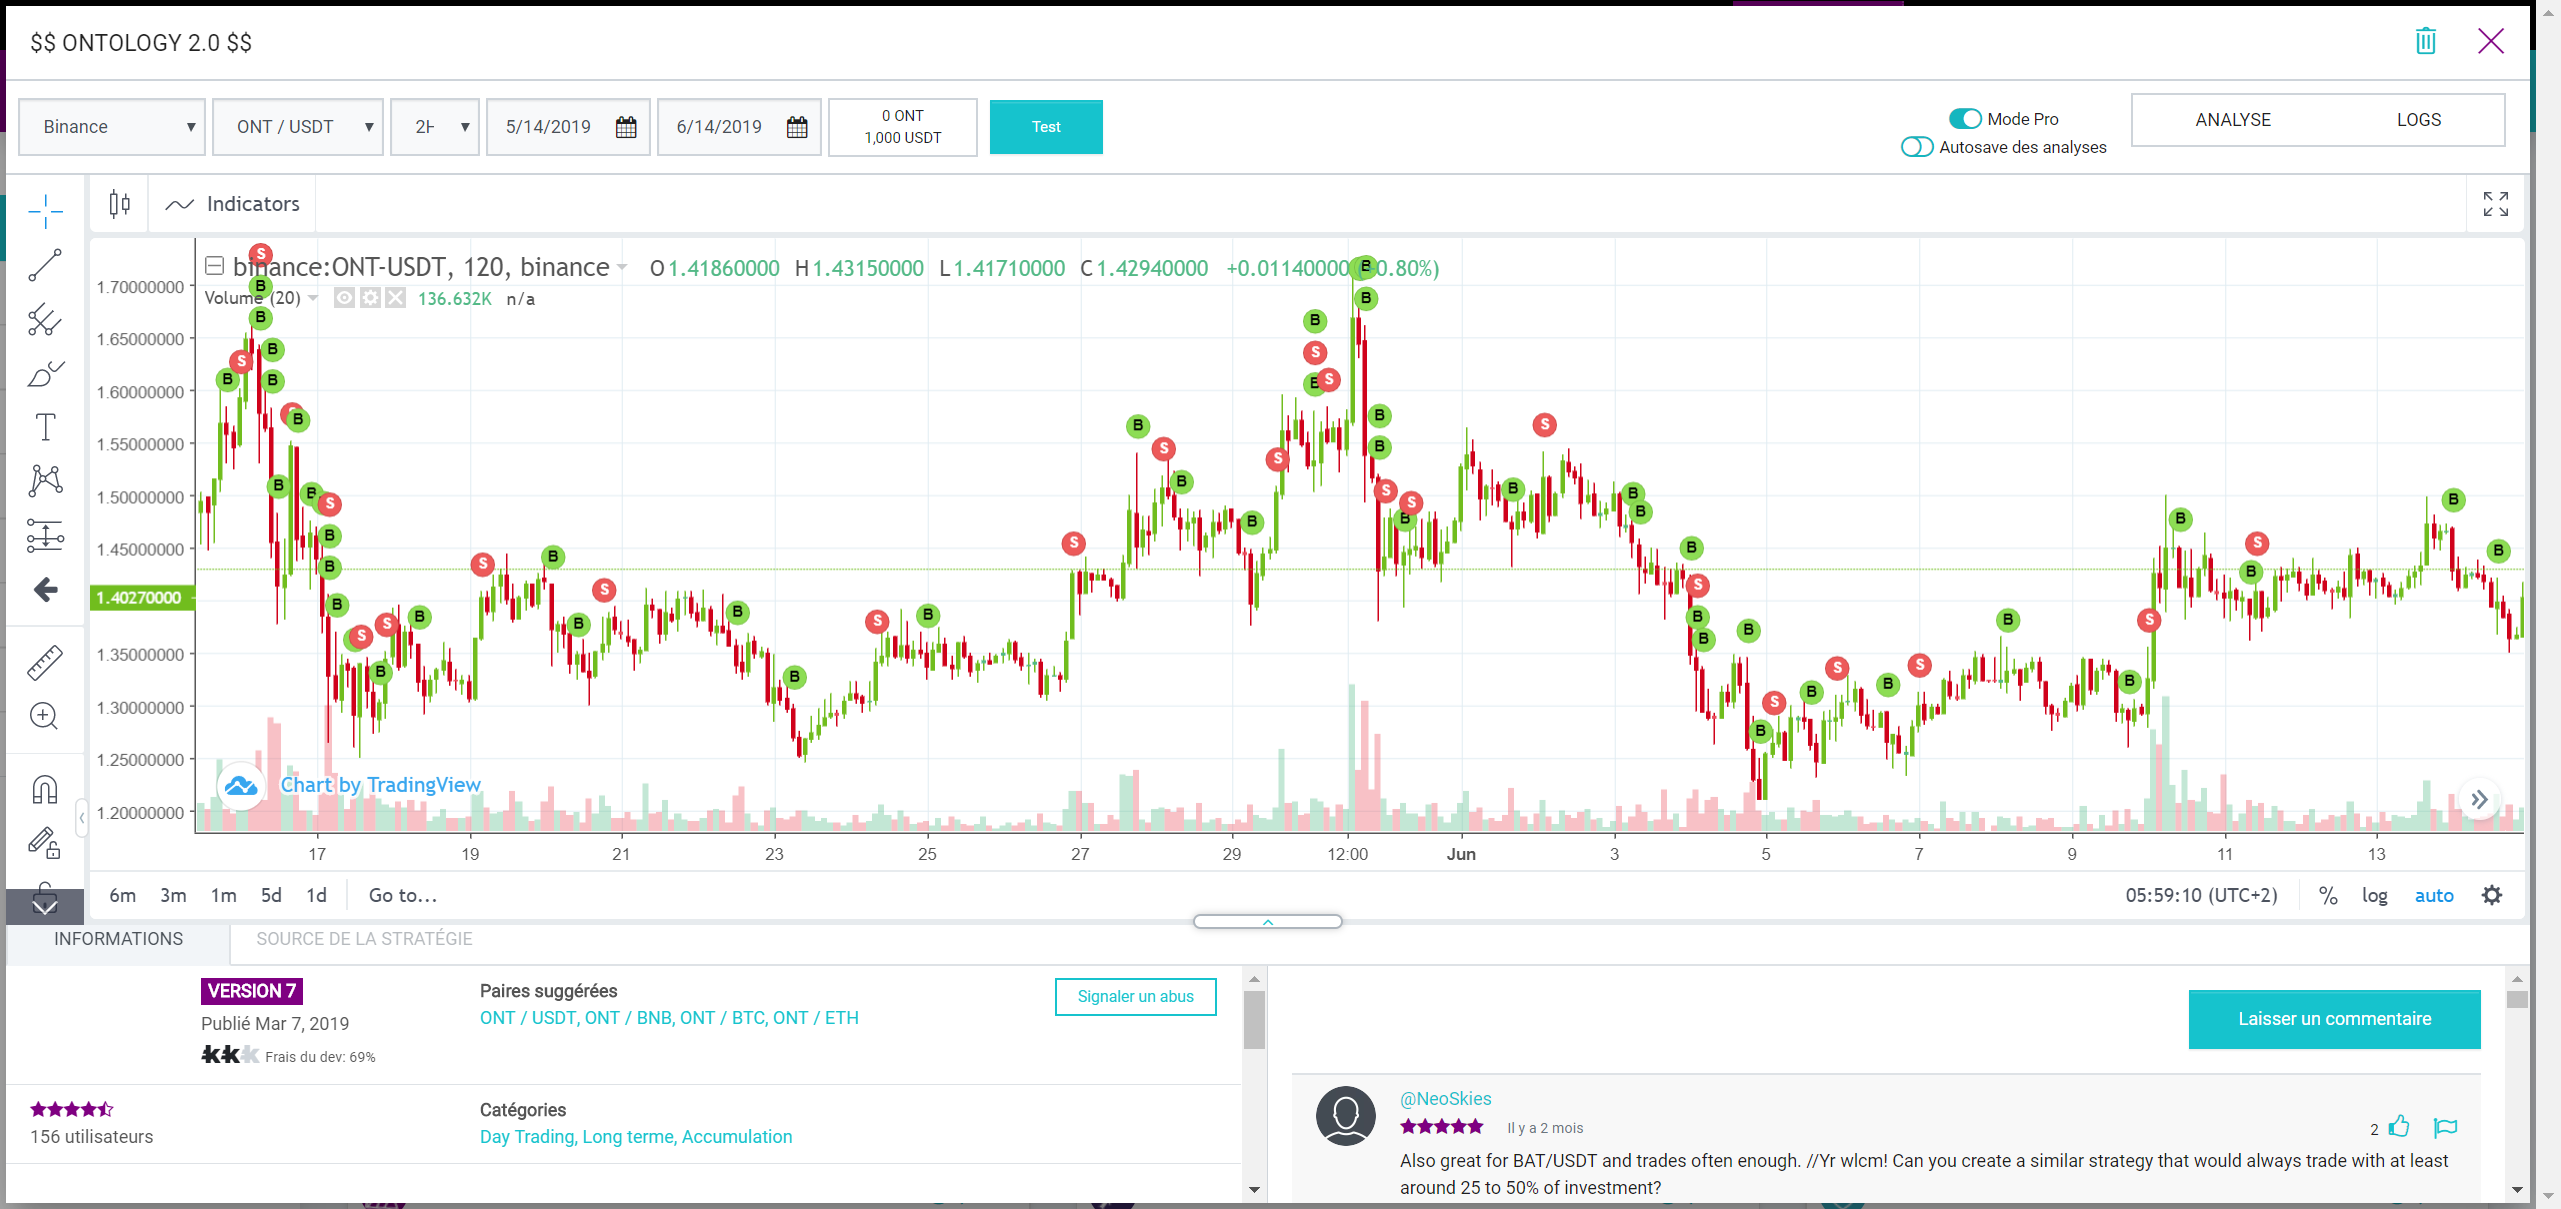 $$ ONTOLOGY 2.0 $$
Binance ▼ ONT / USDT ▼ 2H ▼ 5/14/2019 6/14/2019
0 ONT
1,000 USDT
Test
Mode Pro
Autosave des analyses
ANALYSE LOGS
Indicators
binance:ONT-USDT, 120, binance O1.41860000 H1.43150000 L1.41710000 C1.42940000 +0.01140000 (+0.80%)
Volume (20) 136.632K n/a
1.70000000
1.65000000
1.60000000
1.55000000
1.50000000
1.45000000
1.40270000
1.35000000
1.30000000
1.25000000
1.20000000
Chart by TradingView
17 19 21 23 25 27 29 12:00 Jun 3 5 7 9 11 13
6m 3m 1m 5d 1d Go to... 05:59:10 (UTC+2) % log auto
INFORMATIONS SOURCE DE LA STRATÉGIE
VERSION 7
Publié Mar 7, 2019
Frais du dev: 69%
Paires suggérées
ONT / USDT, ONT / BNB, ONT / BTC, ONT / ETH
Signaler un abus
156 utilisateurs
Catégories
Day Trading, Long terme, Accumulation
Laisser un commentaire
@NeoSkies
Il y a 2 mois
2
Also great for BAT/USDT and trades often enough. //Yr wlcm! Can you create a similar strategy that would always trade with at least
around 25 to 50% of investment?